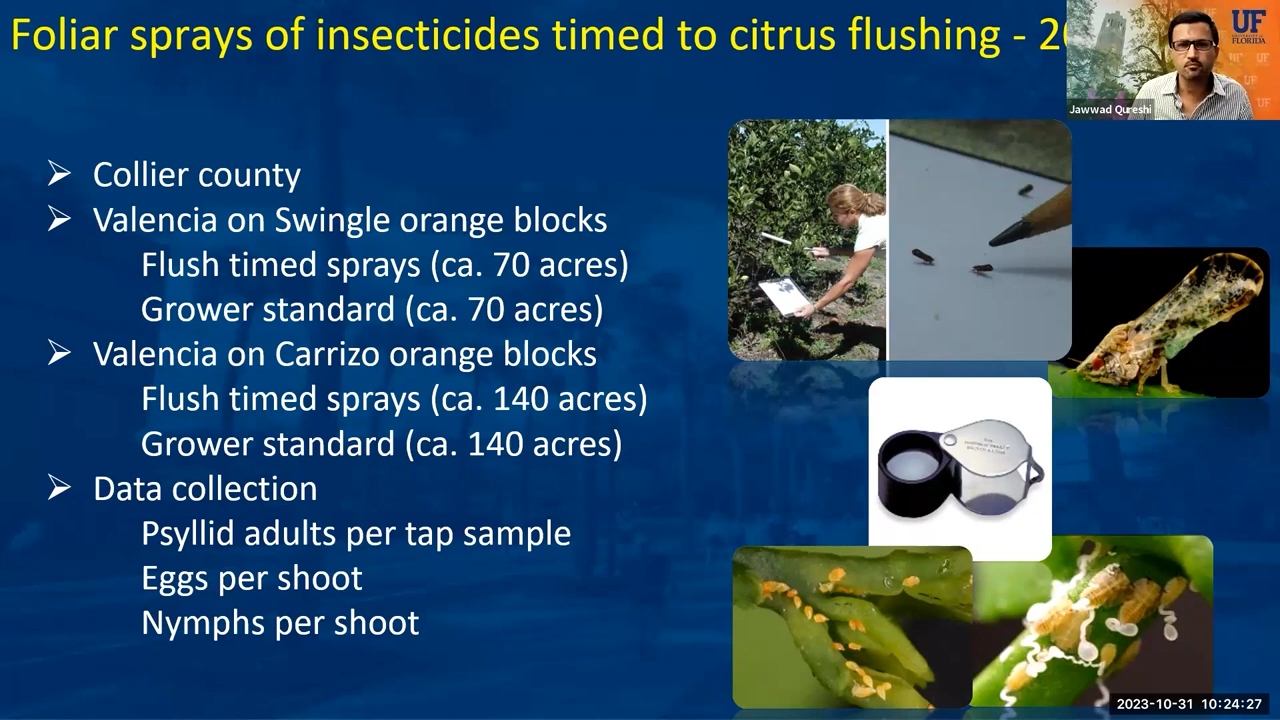 Foliar sprays of insecticides timed to citrus flushing - 20
UF
FLORIDA
Jawwad Qureshi
➢ Collier county
➢ Valencia on Swingle orange blocks
Flush timed sprays (ca. 70 acres)
Grower standard (ca. 70 acres)
➢ Valencia on Carrizo orange blocks
Flush timed sprays (ca. 140 acres)
Grower standard (ca. 140 acres)
➢ Data collection
Psyllid adults per tap sample
Eggs per shoot
Nymphs per shoot
2023-10-31 10:24:27